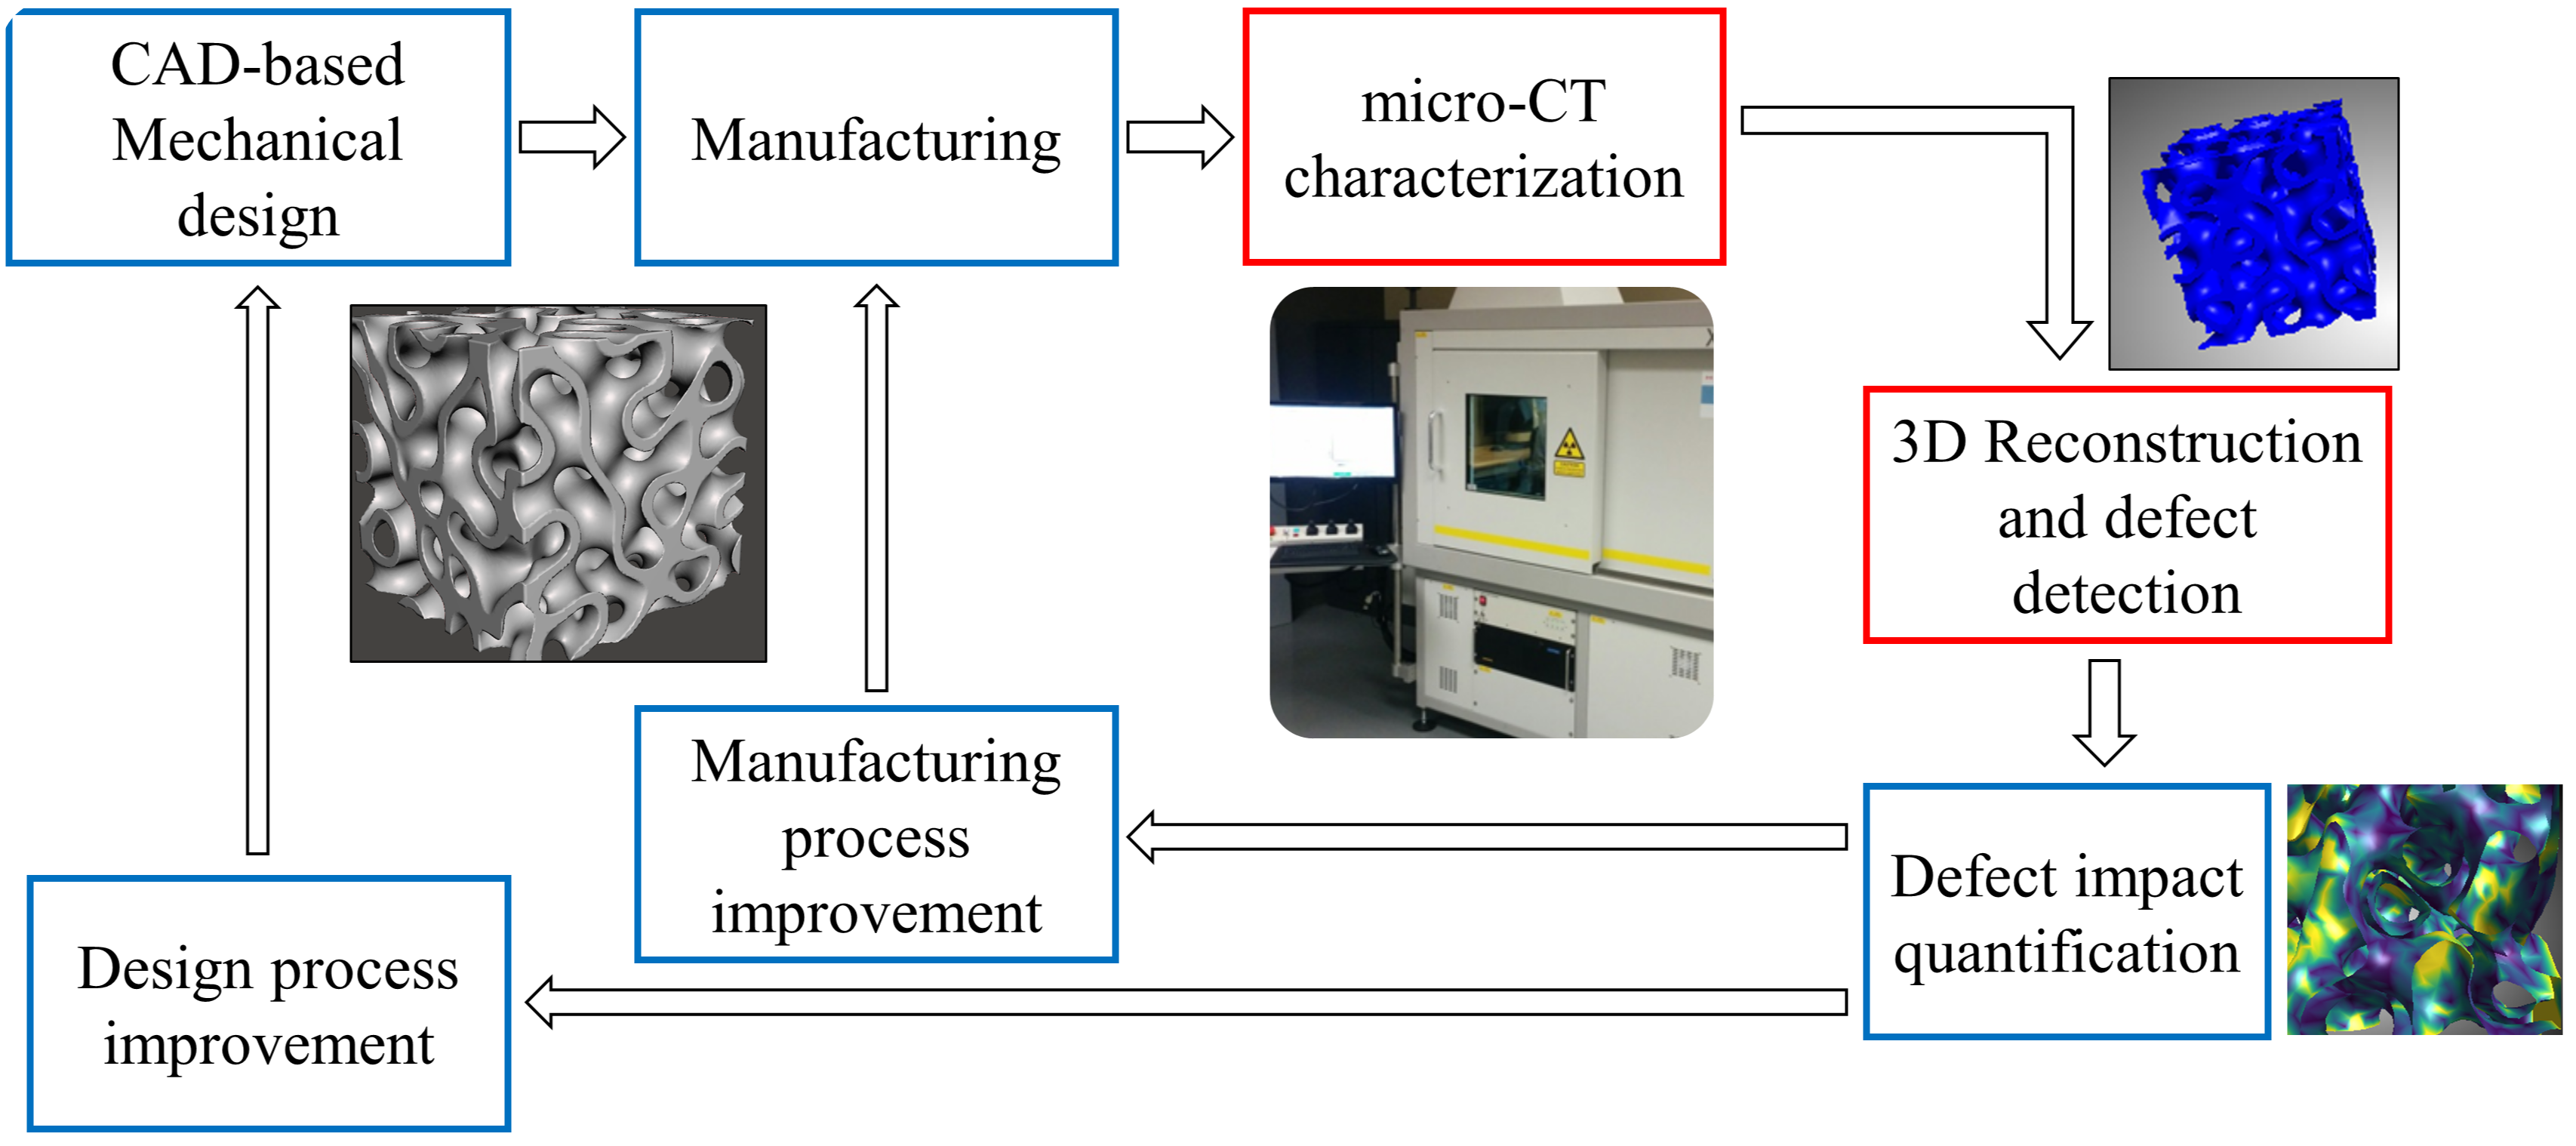 CAD-based
Mechanical
design
Manufacturing
micro-CT
characterization
3D Reconstruction
and defect
detection
Manufacturing
process
improvement
Defect impact
quantification
Design process
improvement